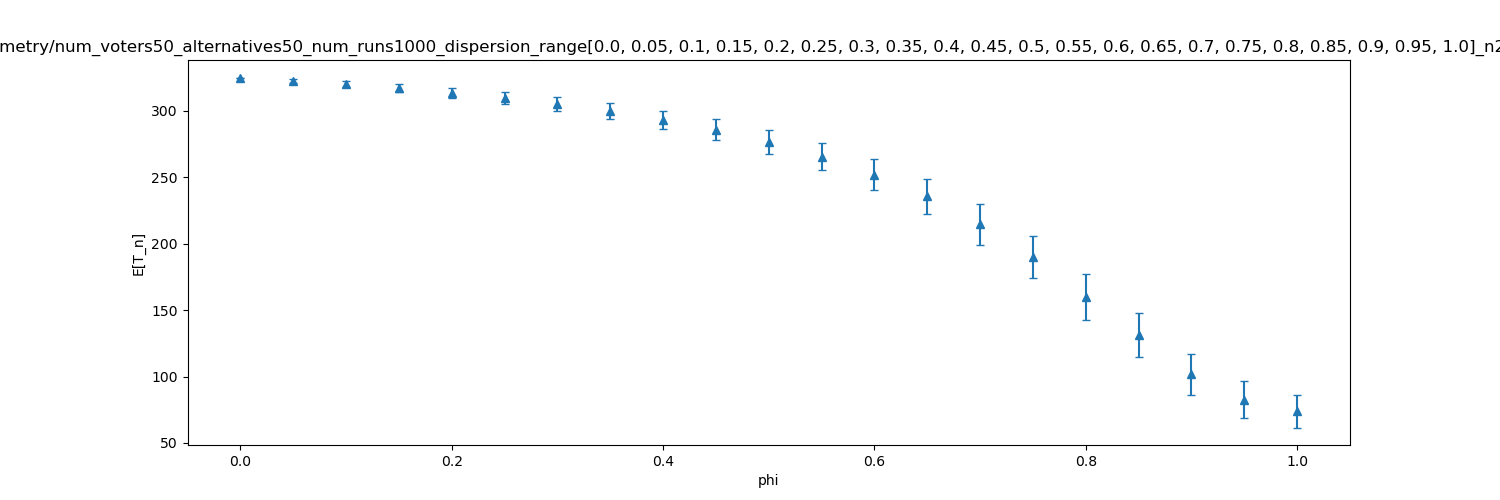 metry/num_voters50_alternatives50_num_runs1000_dispersion_range[0.0, 0.05, 0.1, 0.15, 0.2, 0.25, 0.3, 0.35, 0.4, 0.45, 0.5, 0.55, 0.6, 0.65, 0.7, 0.75, 0.8, 0.85, 0.9, 0.95, 1.0]_n2
300
250
200
150
100
50
E[T_n]
0.0 0.2 0.4 0.6 0.8 1.0
phi